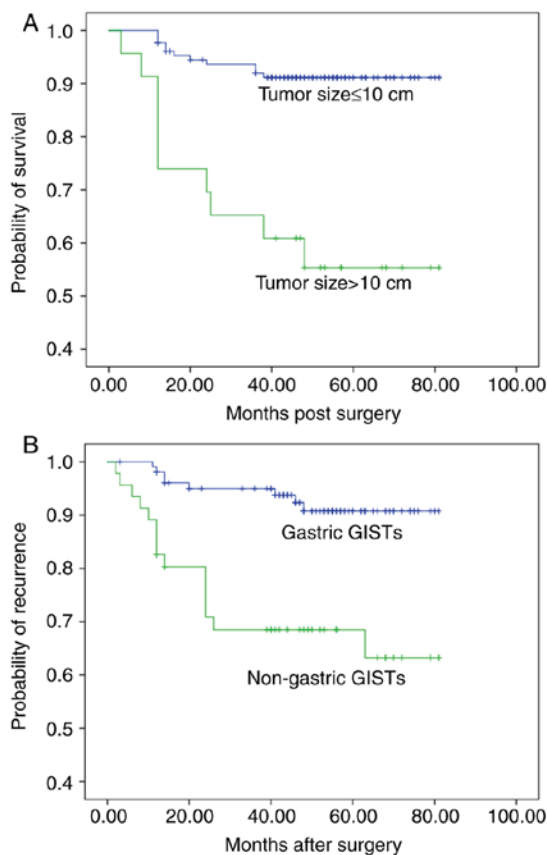 A
1.0
0.9
0.8
0.7
0.6
0.5
0.4
Probability of survival
Tumor size≤10 cm
Tumor size>10 cm
0.00 20.00 40.00 60.00 80.00 100.00
Months post surgery
B
1.0
0.9
0.8
0.7
0.6
0.5
0.4
Probability of recurrence
Gastric GISTs
Non-gastric GISTs
0.00 20.00 40.00 60.00 80.00 100.00
Months after surgery